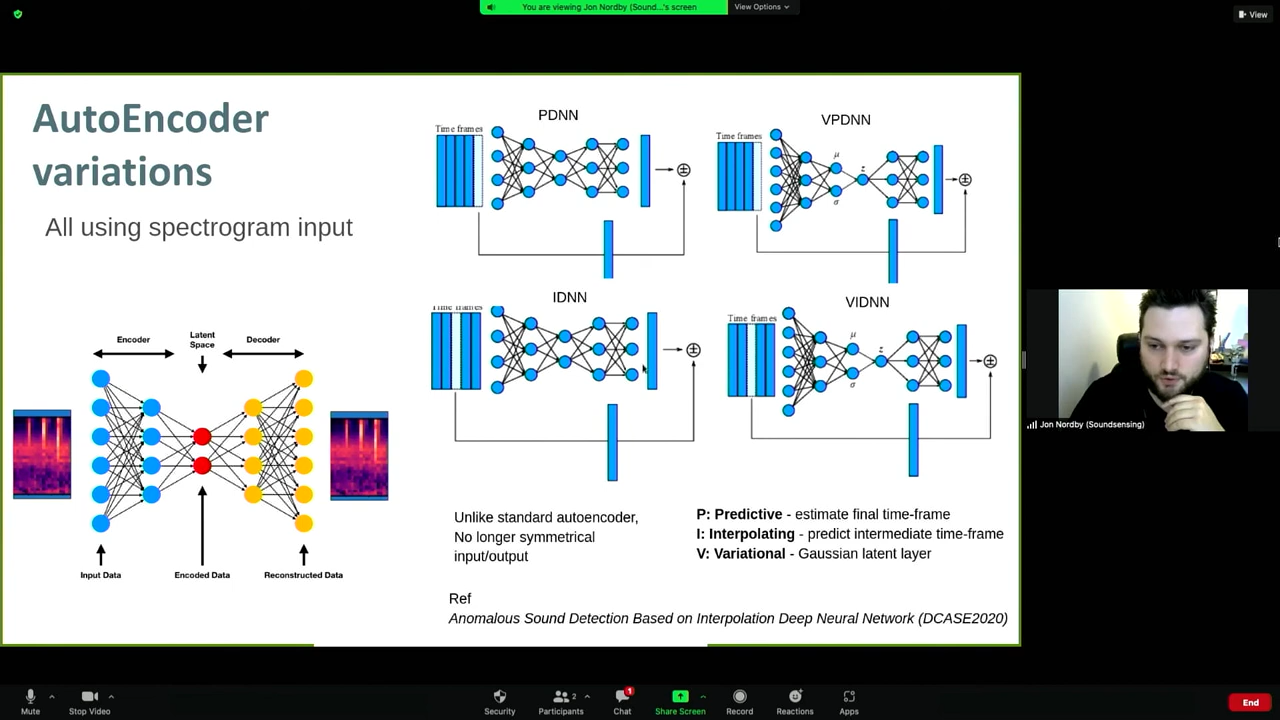 You are viewing Jon Nordby (Sound...'s screen
View Options
View
AutoEncoder
variations
All using spectrogram input
PDNN
Time frames
VPDNN
Time frames
μ
σ
z
IDNN
Time frames
VIDNN
Time frames
μ
σ
z
Encoder
Latent
Space
Decoder
Input Data
Encoded Data
Reconstructed Data
Unlike standard autoencoder,
No longer symmetrical
input/output
P: Predictive - estimate final time-frame
I: Interpolating - predict intermediate time-frame
V: Variational - Gaussian latent layer
Ref
Anomalous Sound Detection Based on Interpolation Deep Neural Network (DCASE2020)
Jon Nordby (Soundsensing)
Mute
Stop Video
Security
Participants
2
Chat
1
Share Screen
Record
Reactions
Apps
End